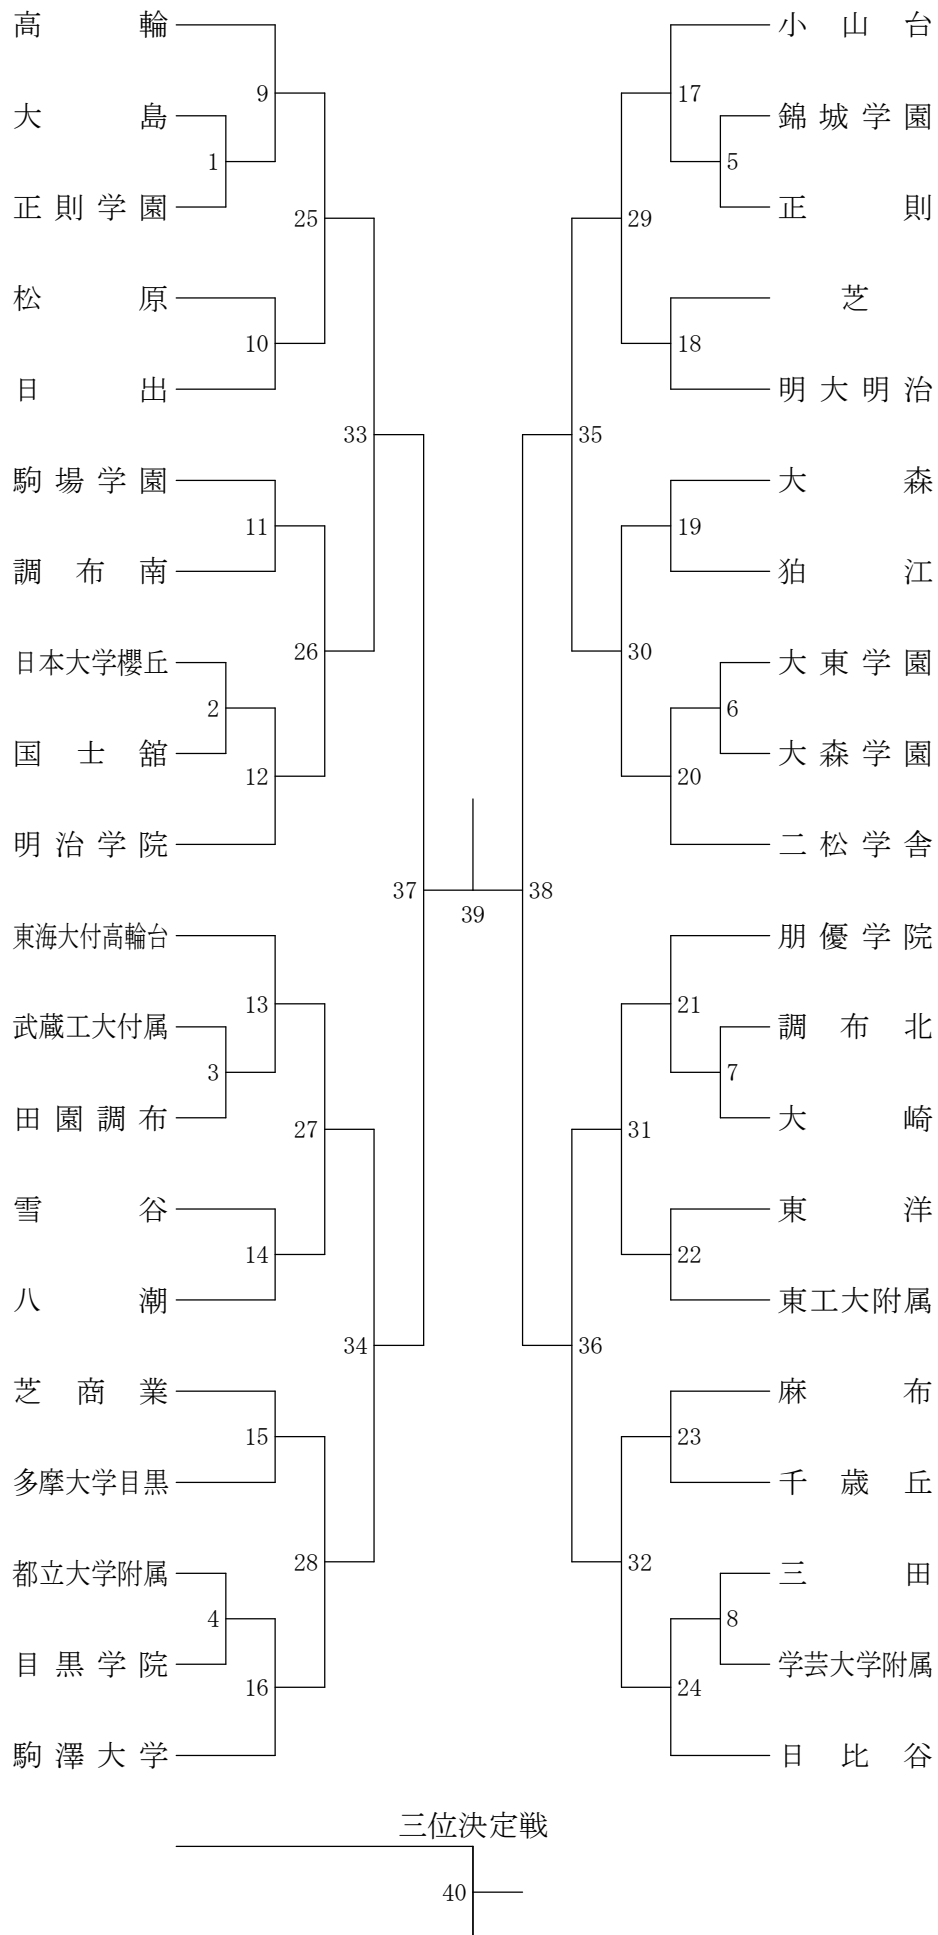 高輪
小山台
9
17
大島
錦城学園
1
5
正則学園
正則
25
29
松原
芝
10
18
日出
明大明治
33
35
駒場学園
大森
11
19
調布南
狛江
26
30
日本大学櫻丘
大東学園
2
6
国士舘
大森学園
12
20
明治学院
二松学舎
37
38
39
東海大付高輪台
朋優学院
13
21
武蔵工大付属
調布北
3
7
田園調布
大崎
27
31
雪谷
東洋
14
22
八潮
東工大附属
34
36
芝商業
麻布
15
23
多摩大学目黒
千歳丘
28
32
都立大学附属
三田
4
8
目黒学院
学芸大学附属
16
24
駒澤大学
日比谷
三位決定戦
40